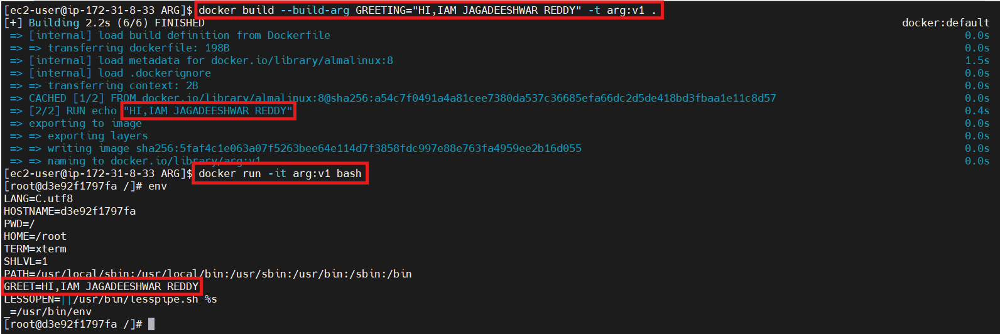 [ec2-user@ip-172-31-8-33 ARG]$ docker build --build-arg GREETING="HI,IAM JAGADEESHWAR REDDY" -t arg:v1 .
[+] Building 2.2s (6/6) FINISHED docker:default
=> [internal] load build definition from Dockerfile 0.0s
=> => transferring dockerfile: 198B 0.0s
=> [internal] load metadata for docker.io/library/almalinux:8 1.5s
=> [internal] load .dockerignore 0.0s
=> => transferring context: 2B 0.0s
=> CACHED [1/2] FROM docker.io/library/almalinux:8@sha256:a54c7f0491a4a81cee7380da537c36685efa66dc2d5de418bd3fbaa1e11c8d57 0.0s
=> [2/2] RUN echo "HI,IAM JAGADEESHWAR REDDY" 0.4s
=> exporting to image 0.0s
=> => exporting layers 0.0s
=> => writing image sha256:5faf4c1e063a07f5263bee64e114d7f3858fdc997e88e763fa4959ee2b16d055 0.0s
=> => naming to docker.io/library/arg:v1 0.0s
[ec2-user@ip-172-31-8-33 ARG]$ docker run -it arg:v1 bash
[root@d3e92f1797fa /]# env
LANG=C.utf8
HOSTNAME=d3e92f1797fa
PWD=/
HOME=/root
TERM=xterm
SHLVL=1
PATH=/usr/local/sbin:/usr/local/bin:/usr/sbin:/usr/bin:/sbin:/bin
GREET=HI,IAM JAGADEESHWAR REDDY
LESSOPEN=||/usr/bin/lesspipe.sh %s
_=/usr/bin/env
[root@d3e92f1797fa /]#